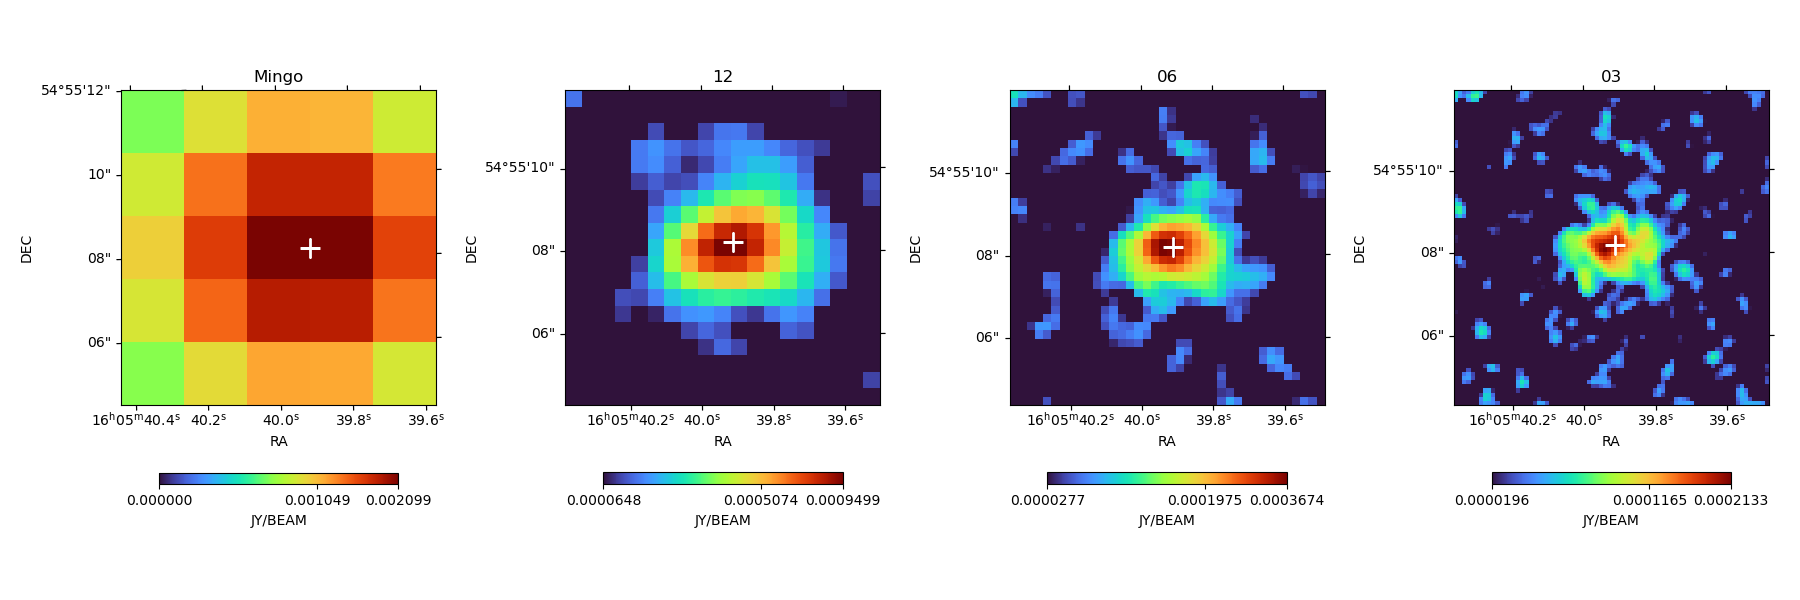 Mingo
54°55'12"
10"
08"
06"
DEC
16ʰ05ᵐ40.4ˢ 40.2ˢ 40.0ˢ 39.8ˢ 39.6ˢ
RA
0.0000000 0.001049 0.002099
JY/BEAM
12
54°55'10"
08"
06"
DEC
16ʰ05ᵐ40.2ˢ 40.0ˢ 39.8ˢ 39.6ˢ
RA
0.0000648 0.0005074 0.0009499
JY/BEAM
06
54°55'10"
08"
06"
DEC
16ʰ05ᵐ40.2ˢ 40.0ˢ 39.8ˢ 39.6ˢ
RA
0.0000277 0.0001975 0.0003674
JY/BEAM
03
54°55'10"
08"
06"
DEC
16ʰ05ᵐ40.2ˢ 40.0ˢ 39.8ˢ 39.6ˢ
RA
0.0000196 0.0001165 0.0002133
JY/BEAM